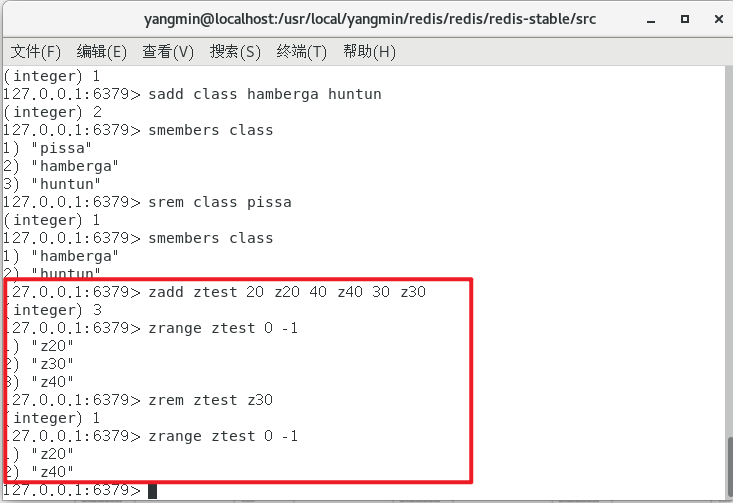 yangmin@localhost:/usr/local/yangmin/redis/redis/redis-stable/src
文件(F) 编辑(E) 查看(V) 搜索(S) 终端(T) 帮助(H)
(integer) 1
127.0.0.1:6379> sadd class hamberga huntun
(integer) 2
127.0.0.1:6379> smembers class
1) "pissa"
2) "hamberga"
3) "huntun"
127.0.0.1:6379> srem class pissa
(integer) 1
127.0.0.1:6379> smembers class
1) "hamberga"
2) "huntun"
127.0.0.1:6379> zadd ztest 20 z20 40 z40 30 z30
(integer) 3
127.0.0.1:6379> zrange ztest 0 -1
1) "z20"
2) "z30"
3) "z40"
127.0.0.1:6379> zrem ztest z30
(integer) 1
127.0.0.1:6379> zrange ztest 0 -1
1) "z20"
2) "z40"
127.0.0.1:6379>